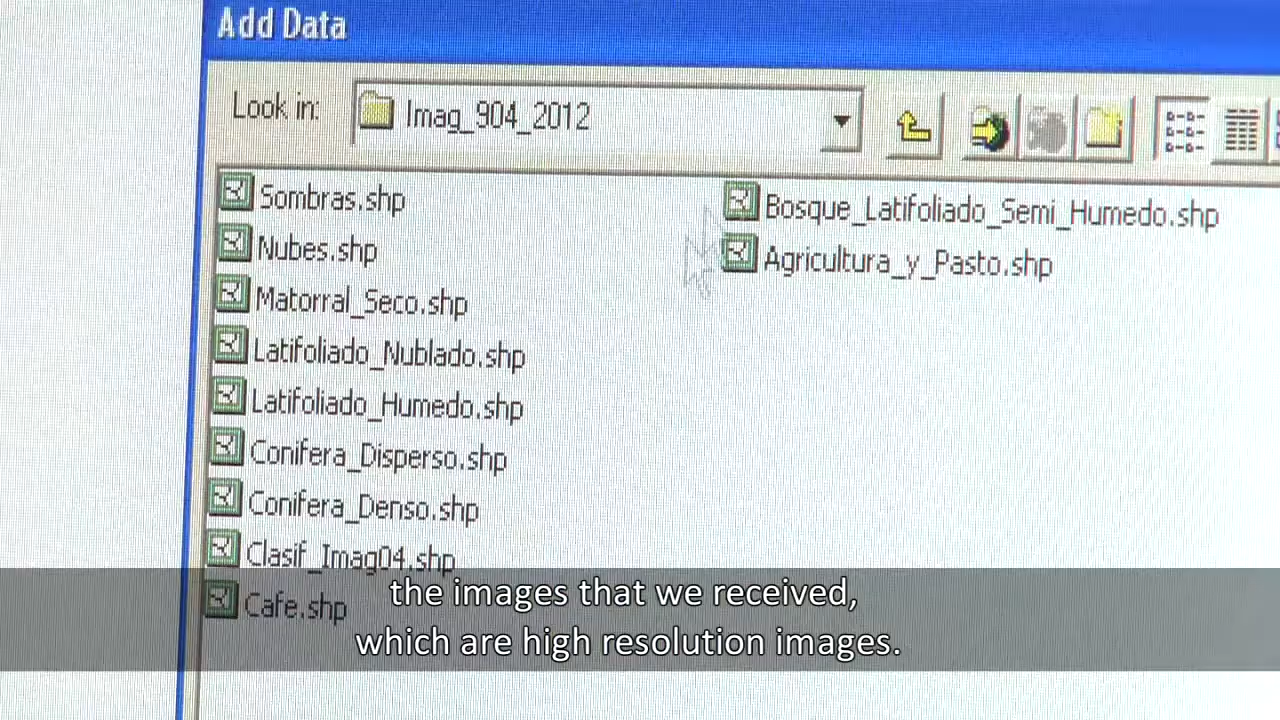 Add Data
Look in:
Imag_904_2012
Sombras.shp
Nubes.shp
Matorral_Seco.shp
Latifoliado_Nublado.shp
Latifoliado_Humedo.shp
Conifera_Disperso.shp
Conifera_Denso.shp
Clasif_Imag04.shp
Cafe.shp
Bosque_Latifoliado_Semi_Humedo.shp
Agricultura_y_Pasto.shp
the images that we received,
which are high resolution images.